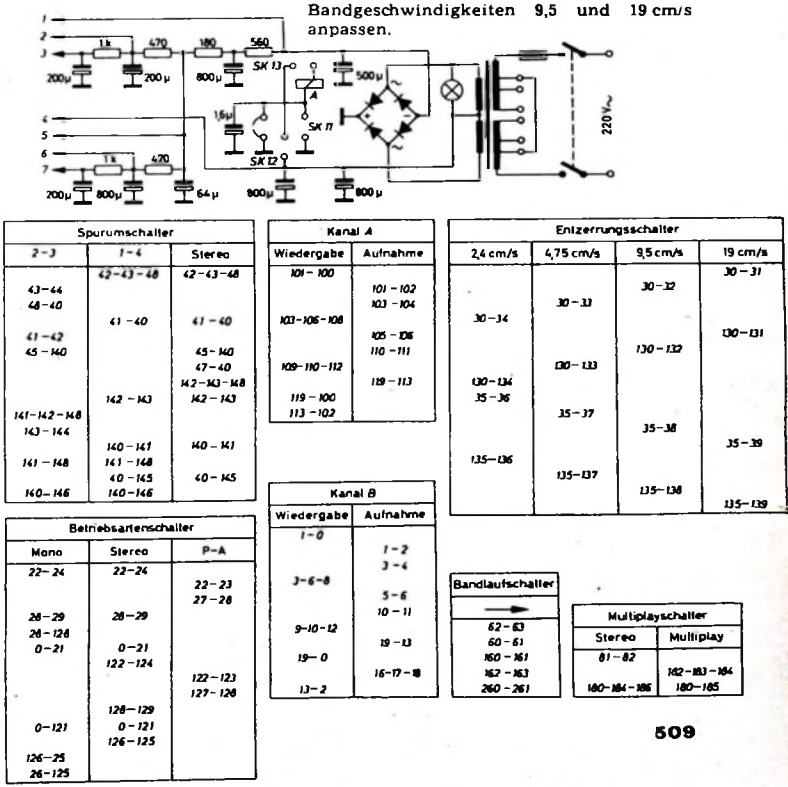 Bandgeschwindigkeiten 9,5 und 19 cm/s
anpassen.
1
2
3
1k
470
180
560
200µ
200µ
800µ
SK 13
A
500µ
~
220V~
4
5
6
7
1,6µ
SK 11
SK 12
+
−
~
1k
470
200µ
800µ
64µ
800µ
800µ
Spurumschalter
2-3 1-4 Stereo
42-43-48 42-43-48
43-44
48-40
41-40 41-40
41-42
45-140 45-140
47-40
142-143-148
142-143 142-143
141-142-148
143-144
140-141 140-141
141-148 141-148
40-145 40-145
140-146 140-146
Kanal A
Wiedergabe Aufnahme
101-100
101-102
103-104
103-106-108
105-106
110-111
109-110-112
119-113
119-100
113-102
Entzerrungsschalter
2,4 cm/s 4,75 cm/s 9,5 cm/s 19 cm/s
30-31
30-32
30-33
30-34
130-131
130-132
130-133
130-134
35-36
35-37
35-38
35-39
135-136
135-137
135-138
135-139
Betriebsartenschalter
Mono Stereo P-A
22-24 22-24
22-23
27-28
28-29 28-29
28-128
0-21 0-21
122-124
122-123
127-128
128-129
0-121 0-121
126-125
126-25
26-125
Kanal B
Wiedergabe Aufnahme
1-0
1-2
3-4
3-6-8
5-6
10-11
9-10-12
19-13
19-0
16-17-18
13-2
Bandlaufschalter
62-63
60-61
160-161
162-163
260-261
Multiplayschalter
Stereo Multiplay
81-82
182-183-184
180-184-186 180-185
509